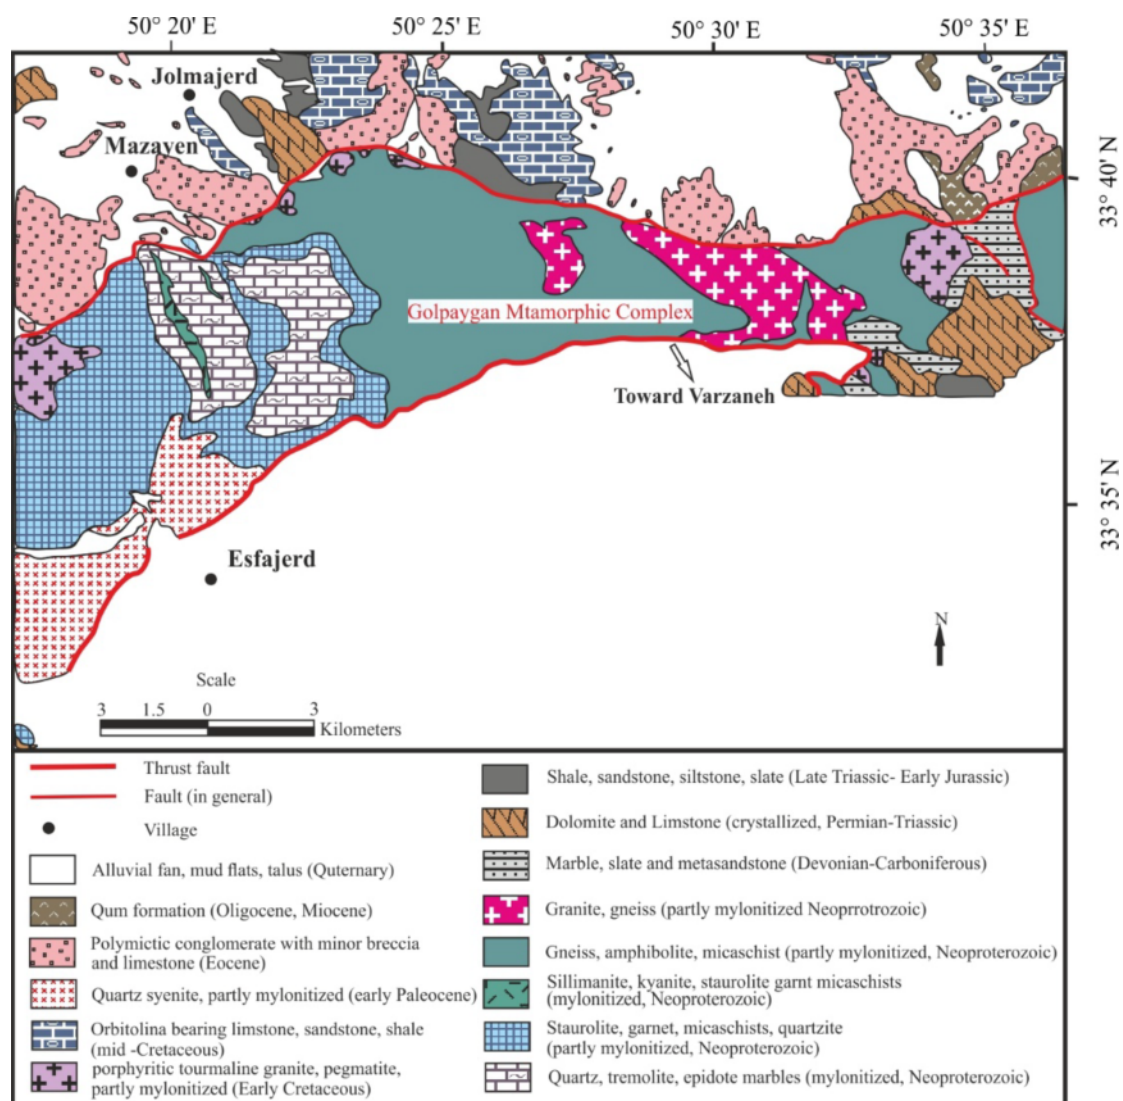 50° 20' E
50° 25' E
50° 30' E
50° 35' E
Jolmajerd
Mazayen
33° 40' N
Golpaygan Mtamorphic Complex
Toward Varzaneh
33° 35' N
Esfajerd
N
Scale
3 1.5 0 3
Kilometers
Thrust fault
Fault (in general)
Village
Alluvial fan, mud flats, talus (Quternary)
Qum formation (Oligocene, Miocene)
Polymictic conglomerate with minor breccia
and limestone (Eocene)
Quartz syenite, partly mylonitized (early Paleocene)
Orbitolina bearing limstone, sandstone, shale
(mid -Cretaceous)
porphyritic tourmaline granite, pegmatite,
partly mylonitized (Early Cretaceous)
Shale, sandstone, siltstone, slate (Late Triassic- Early Jurassic)
Dolomite and Limstone (crystallized, Permian-Triassic)
Marble, slate and metasandstone (Devonian-Carboniferous)
Granite, gneiss (partly mylonitized Neoprrotrozoic)
Gneiss, amphibolite, micaschist (partly mylonitized, Neoproterozoic)
Sillimanite, kyanite, staurolite garnt micaschists
(mylonitized, Neoproterozoic)
Staurolite, garnet, micaschists, quartzite
(partly mylonitized, Neoproterozoic)
Quartz, tremolite, epidote marbles (mylonitized, Neoproterozoic)